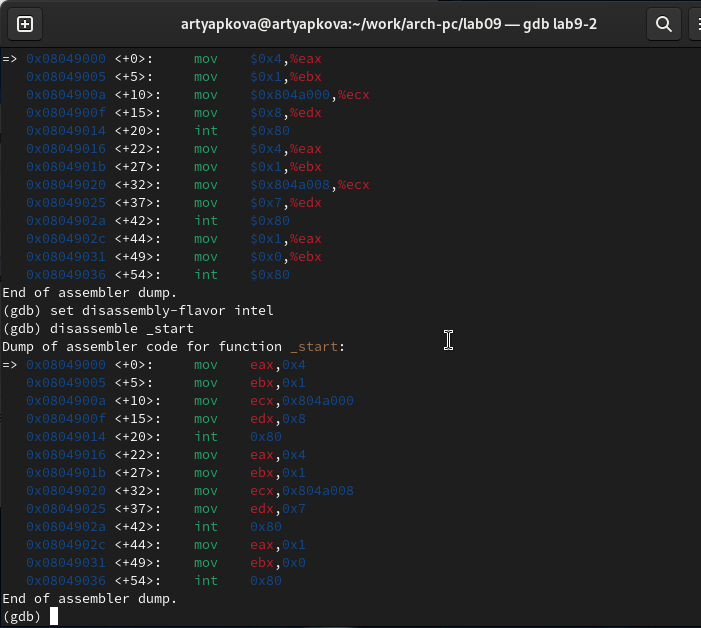 artyapkova@artyapkova:~/work/arch-pc/lab09 — gdb lab9-2
=> 0x08049000 <+0>:     mov    $0x4,%eax
   0x08049005 <+5>:     mov    $0x1,%ebx
   0x0804900a <+10>:    mov    $0x804a000,%ecx
   0x0804900f <+15>:    mov    $0x8,%edx
   0x08049014 <+20>:    int    $0x80
   0x08049016 <+22>:    mov    $0x4,%eax
   0x0804901b <+27>:    mov    $0x1,%ebx
   0x08049020 <+32>:    mov    $0x804a008,%ecx
   0x08049025 <+37>:    mov    $0x7,%edx
   0x0804902a <+42>:    int    $0x80
   0x0804902c <+44>:    mov    $0x1,%eax
   0x08049031 <+49>:    mov    $0x0,%ebx
   0x08049036 <+54>:    int    $0x80
End of assembler dump.
(gdb) set disassembly-flavor intel
(gdb) disassemble _start
Dump of assembler code for function _start:
=> 0x08049000 <+0>:     mov    eax,0x4
   0x08049005 <+5>:     mov    ebx,0x1
   0x0804900a <+10>:    mov    ecx,0x804a000
   0x0804900f <+15>:    mov    edx,0x8
   0x08049014 <+20>:    int    0x80
   0x08049016 <+22>:    mov    eax,0x4
   0x0804901b <+27>:    mov    ebx,0x1
   0x08049020 <+32>:    mov    ecx,0x804a008
   0x08049025 <+37>:    mov    edx,0x7
   0x0804902a <+42>:    int    0x80
   0x0804902c <+44>:    mov    eax,0x1
   0x08049031 <+49>:    mov    ebx,0x0
   0x08049036 <+54>:    int    0x80
End of assembler dump.
(gdb)